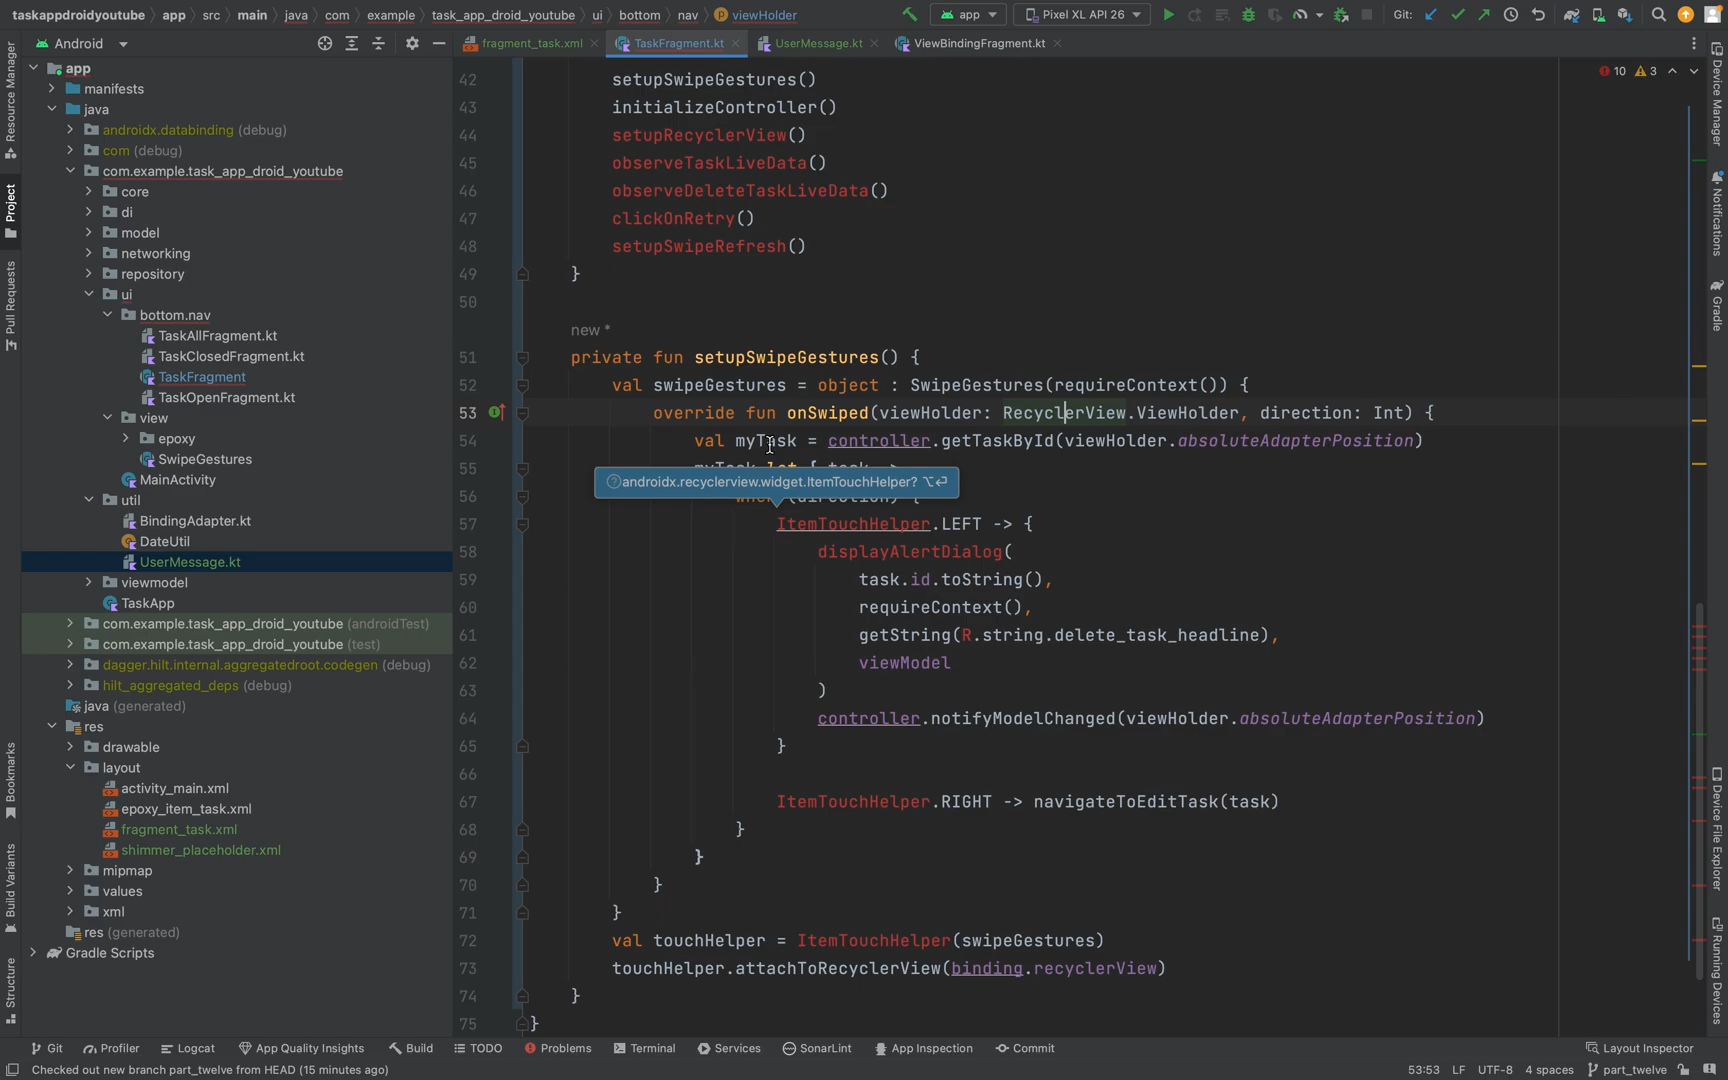 taskappdroidyoutube › app › src › main › java › com › example › task_app_droid_youtube › ui › bottom › nav › viewHolder
app
Pixel XL API 26
Git:
Android
fragment_task.xml
TaskFragment.kt
UserMessage.kt
ViewBindingFragment.kt
Resource Manager
Project
Pull Requests
Bookmarks
Build Variants
Structure
app
manifests
java
androidx.databinding (debug)
com (debug)
com.example.task_app_droid_youtube
core
di
model
networking
repository
ui
bottom.nav
TaskAllFragment.kt
TaskClosedFragment.kt
TaskFragment
TaskOpenFragment.kt
view
epoxy
SwipeGestures
MainActivity
util
BindingAdapter.kt
DateUtil
UserMessage.kt
viewmodel
TaskApp
com.example.task_app_droid_youtube (androidTest)
com.example.task_app_droid_youtube (test)
dagger.hilt.internal.aggregatedroot.codegen (debug)
hilt_aggregated_deps (debug)
java (generated)
res
drawable
layout
activity_main.xml
epoxy_item_task.xml
fragment_task.xml
shimmer_placeholder.xml
mipmap
values
xml
res (generated)
Gradle Scripts
10 3
42 setupSwipeGestures()
43 initializeController()
44 setupRecyclerView()
45 observeTaskLiveData()
46 observeDeleteTaskLiveData()
47 clickOnRetry()
48 setupSwipeRefresh()
49 }
50
new *
51 private fun setupSwipeGestures() {
52 val swipeGestures = object : SwipeGestures(requireContext()) {
53 override fun onSwiped(viewHolder: RecyclerView.ViewHolder, direction: Int) {
54 val myTask = controller.getTaskById(viewHolder.absoluteAdapterPosition)
55 myTask.let { task ->
androidx.recyclerview.widget.ItemTouchHelper? ⌥⏎
56 when (direction) {
57 ItemTouchHelper.LEFT -> {
58 displayAlertDialog(
59 task.id.toString(),
60 requireContext(),
61 getString(R.string.delete_task_headline),
62 viewModel
63 )
64 controller.notifyModelChanged(viewHolder.absoluteAdapterPosition)
65 }
66
67 ItemTouchHelper.RIGHT -> navigateToEditTask(task)
68 }
69 }
70 }
71 }
72 val touchHelper = ItemTouchHelper(swipeGestures)
73 touchHelper.attachToRecyclerView(binding.recyclerView)
74 }
75 }
Device Manager
Notifications
Gradle
Device File Explorer
Running Devices
Git
Profiler
Logcat
App Quality Insights
Build
TODO
Problems
Terminal
Services
SonarLint
App Inspection
Commit
Layout Inspector
Checked out new branch part_twelve from HEAD (15 minutes ago)
53:53 LF UTF-8 4 spaces part_twelve